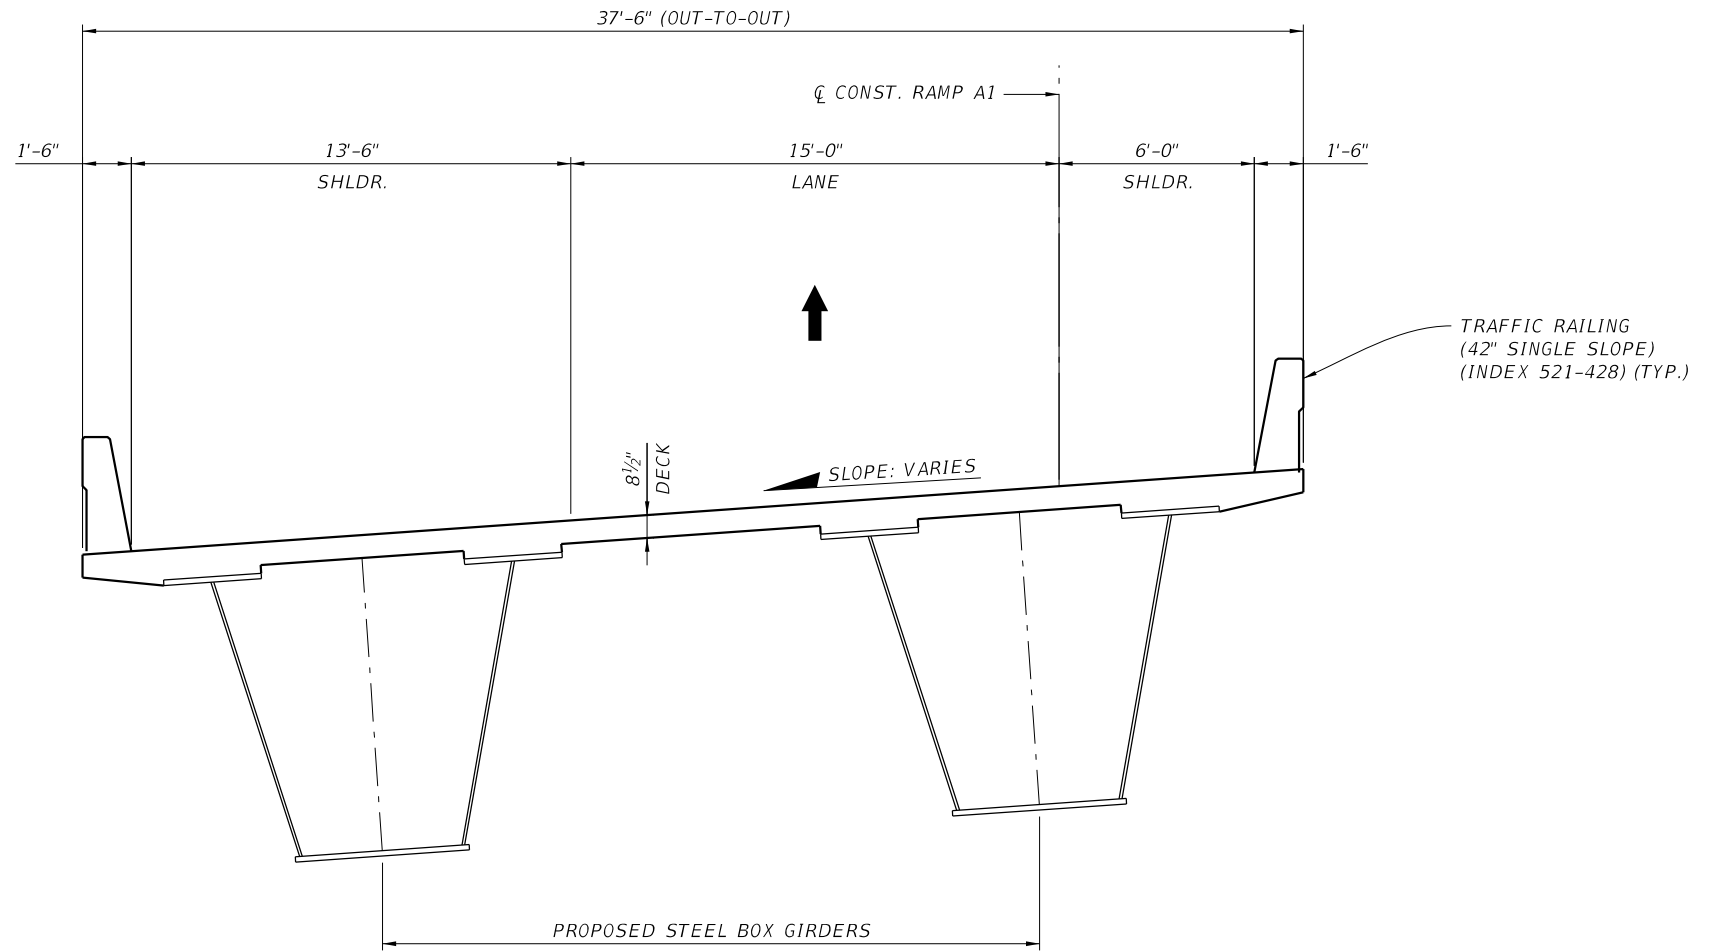 37'-6" (OUT-TO-OUT)
℄ CONST. RAMP A1
1'-6"
13'-6"
15'-0"
6'-0"
1'-6"
SHLDR.
LANE
SHLDR.
TRAFFIC RAILING
(42" SINGLE SLOPE)
(INDEX 521-428) (TYP.)
8½"
DECK
SLOPE: VARIES
PROPOSED STEEL BOX GIRDERS